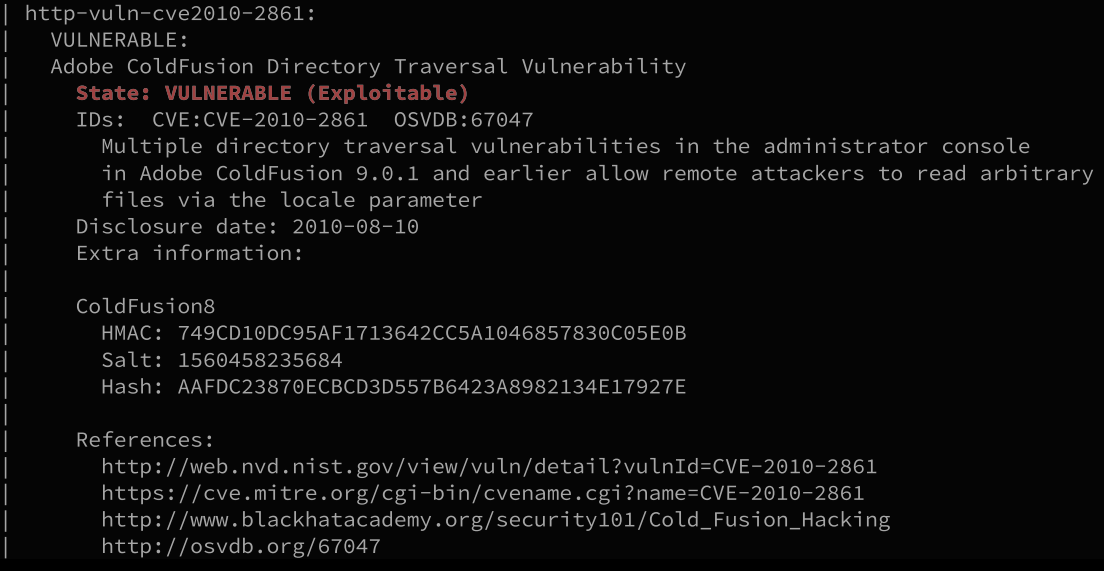 | http-vuln-cve2010-2861:
|   VULNERABLE:
|   Adobe ColdFusion Directory Traversal Vulnerability
|     State: VULNERABLE (Exploitable)
|     IDs:  CVE:CVE-2010-2861  OSVDB:67047
|       Multiple directory traversal vulnerabilities in the administrator console
|       in Adobe ColdFusion 9.0.1 and earlier allow remote attackers to read arbitrary
|       files via the locale parameter
|     Disclosure date: 2010-08-10
|     Extra information:
|
|     ColdFusion8
|       HMAC: 749CD10DC95AF1713642CC5A1046857830C05E0B
|       Salt: 1560458235684
|       Hash: AAFDC23870ECBCD3D557B6423A8982134E17927E
|
|     References:
|       http://web.nvd.nist.gov/view/vuln/detail?vulnId=CVE-2010-2861
|       https://cve.mitre.org/cgi-bin/cvename.cgi?name=CVE-2010-2861
|       http://www.blackhatacademy.org/security101/Cold_Fusion_Hacking
|       http://osvdb.org/67047